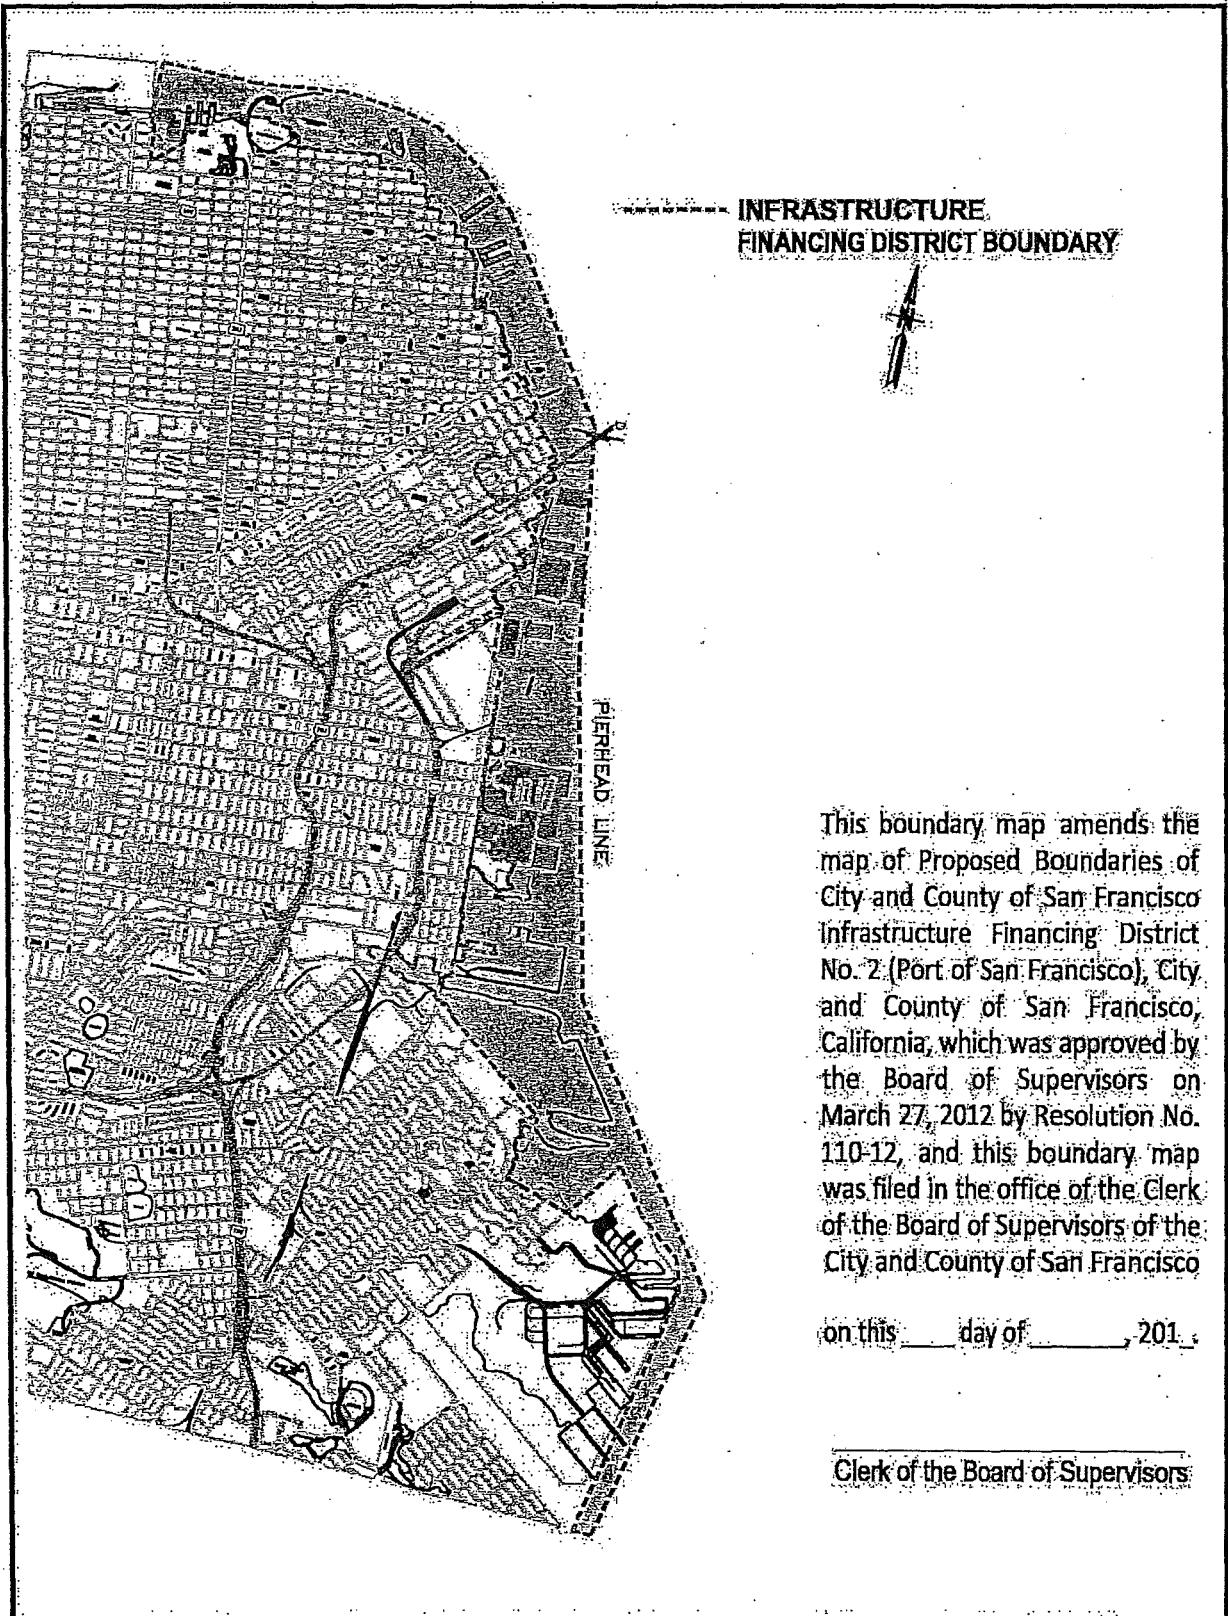 INFRASTRUCTURE
FINANCING DISTRICT BOUNDARY
PIERHEAD LINE
This boundary map amends the
map of Proposed Boundaries of
City and County of San Francisco
Infrastructure Financing District
No. 2 (Port of San Francisco), City
and County of San Francisco,
California, which was approved by
the Board of Supervisors on
March 27, 2012 by Resolution No.
110-12, and this boundary map
was filed in the office of the Clerk
of the Board of Supervisors of the
City and County of San Francisco
on this ____ day of _______, 201_.
Clerk of the Board of Supervisors